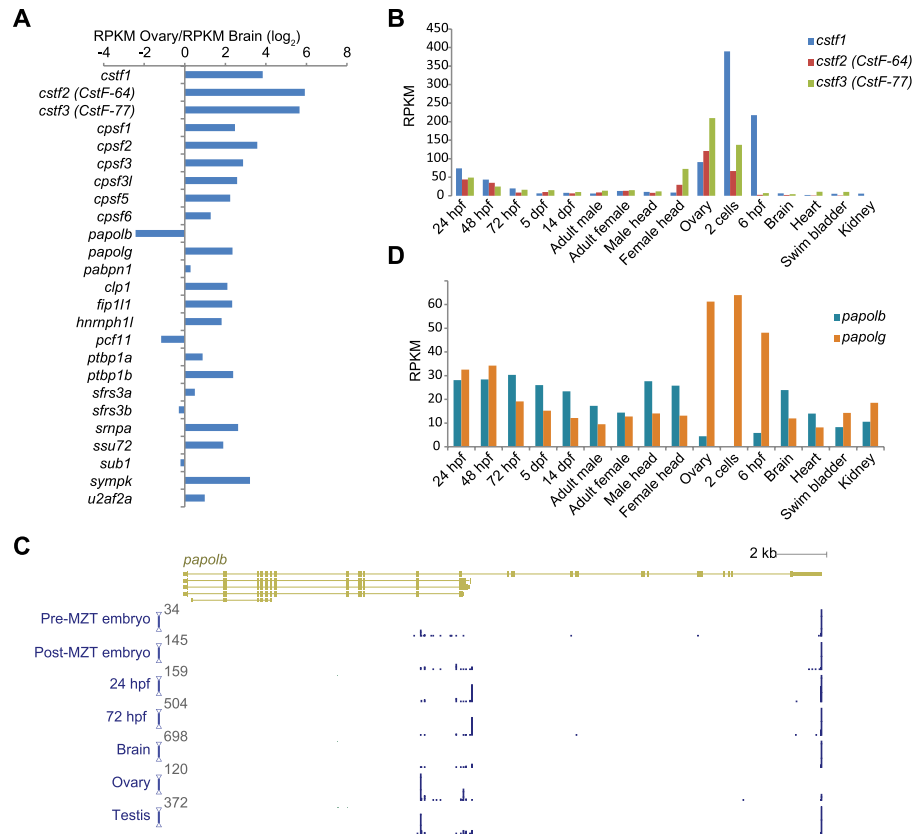 A
RPKM Ovary/RPKM Brain (log2)
-4 -2 0 2 4 6 8
cstf1
cstf2 (CstF-64)
cstf3 (CstF-77)
cpsf1
cpsf2
cpsf3
cpsf3l
cpsf5
cpsf6
papolb
papolg
pabpn1
clp1
fip1l1
hnrnph1l
pcf11
ptbp1a
ptbp1b
sfrs3a
sfrs3b
srnpa
ssu72
sub1
sympk
u2af2a
B
RPKM
450
400
350
300
250
200
150
100
50
0
cstf1
cstf2 (CstF-64)
cstf3 (CstF-77)
24 hpf
48 hpf
72 hpf
5 dpf
14 dpf
Adult male
Adult female
Male head
Female head
Ovary
2 cells
6 hpf
Brain
Heart
Swim bladder
Kidney
D
RPKM
60
50
40
30
20
10
0
papolb
papolg
24 hpf
48 hpf
72 hpf
5 dpf
14 dpf
Adult male
Adult female
Male head
Female head
Ovary
2 cells
6 hpf
Brain
Heart
Swim bladder
Kidney
C
papolb
2 kb
34
Pre-MZT embryo
145
Post-MZT embryo
159
24 hpf
504
72 hpf
698
Brain
120
Ovary
372
Testis